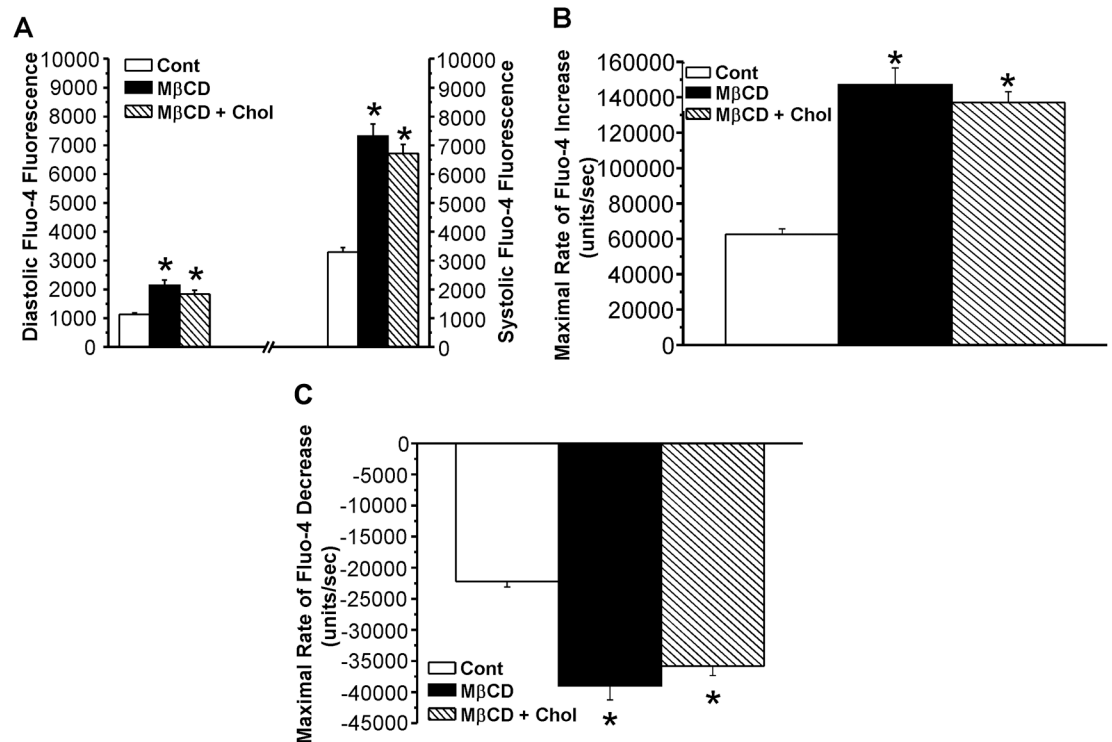 A
Diastolic Fluo-4 Fluorescence
10000
9000
8000
7000
6000
5000
4000
3000
2000
1000
0
Cont
MβCD
MβCD + Chol
* *
* *
10000
9000
8000
7000
6000
5000
4000
3000
2000
1000
0
Systolic Fluo-4 Fluorescence
B
Maximal Rate of Fluo-4 Increase
(units/sec)
160000
140000
120000
100000
80000
60000
40000
20000
0
Cont
MβCD
MβCD + Chol
* *
C
Maximal Rate of Fluo-4 Decrease
(units/sec)
0
-5000
-10000
-15000
-20000
-25000
-30000
-35000
-40000
-45000
Cont
MβCD
MβCD + Chol
* *